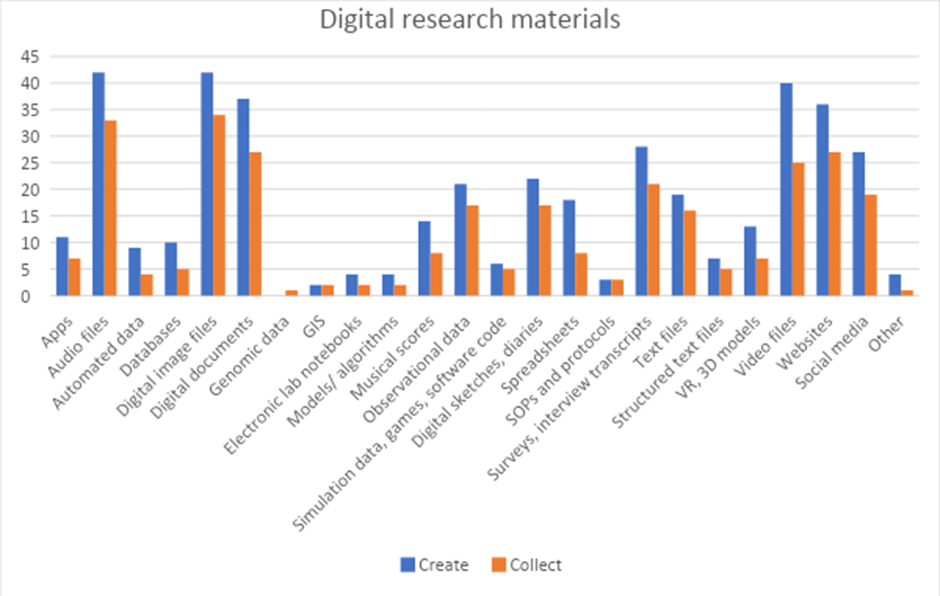 Digital research materials
45
40
35
30
25
20
15
10
5
0
Apps
Audio files
Automated data
Databases
Digital image files
Digital documents
Genomic data
GIS
Electronic lab notebooks
Models/ algorithms
Musical scores
Observational data
Simulation data, games, software code
Digital sketches, diaries
Spreadsheets
SOPs and protocols
Surveys, interview transcripts
Text files
Structured text files
VR, 3D models
Video files
Websites
Social media
Other
Create Collect